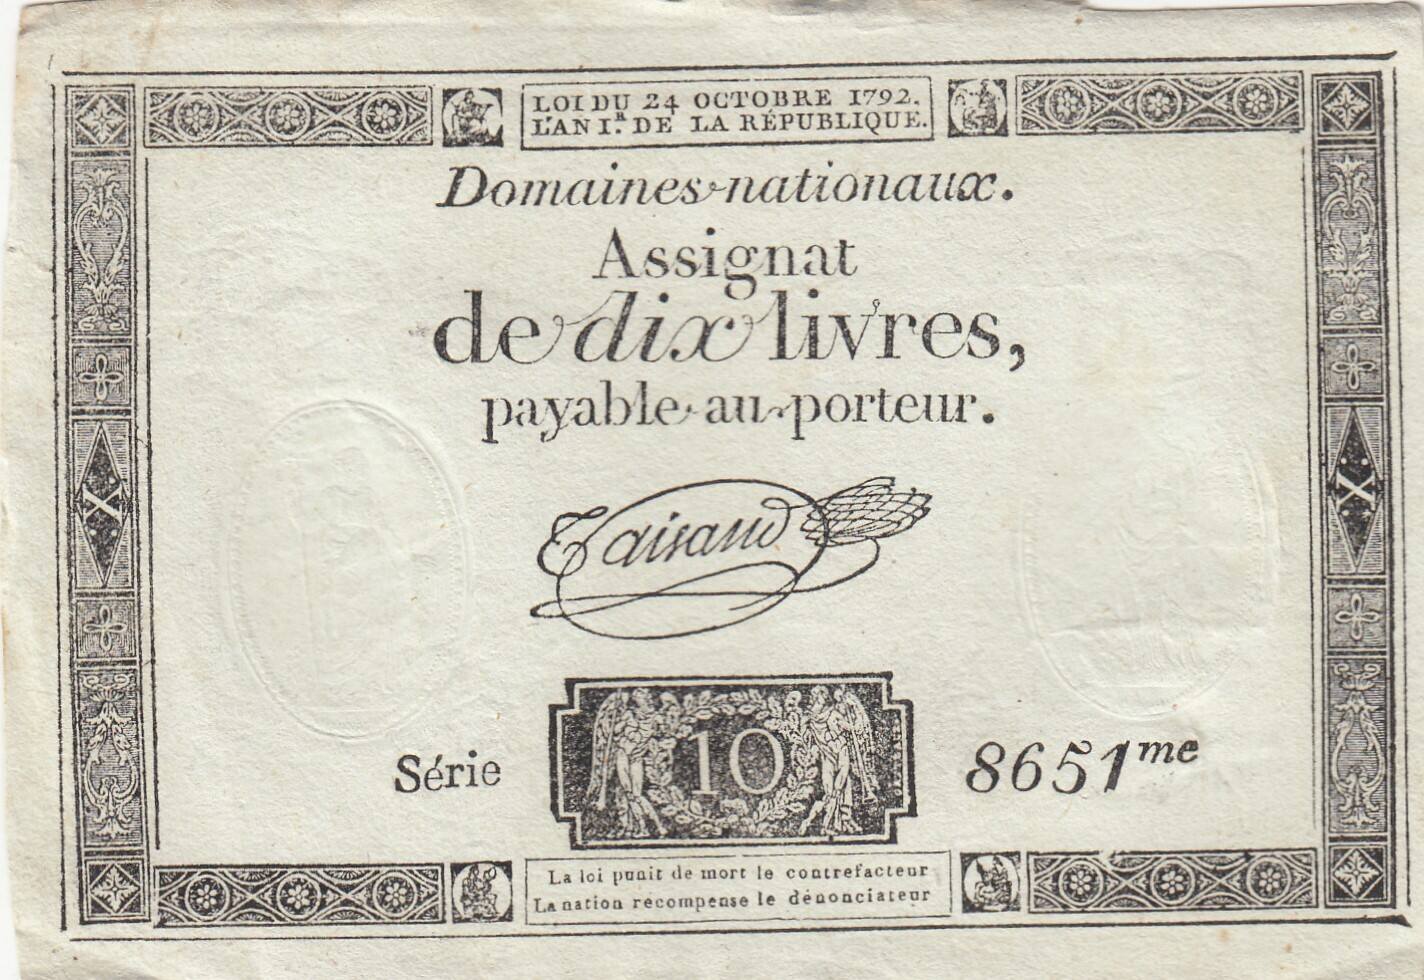 LOI DU 24 OCTOBRE 1792.
L'AN I.R DE LA RÉPUBLIQUE.
Domaines nationaux.
Assignat
de dix livres,
payable au porteur.
Taisaud
X
X
Série
10
8651me
La loi punit de mort le contrefacteur
La nation récompense le dénonciateur